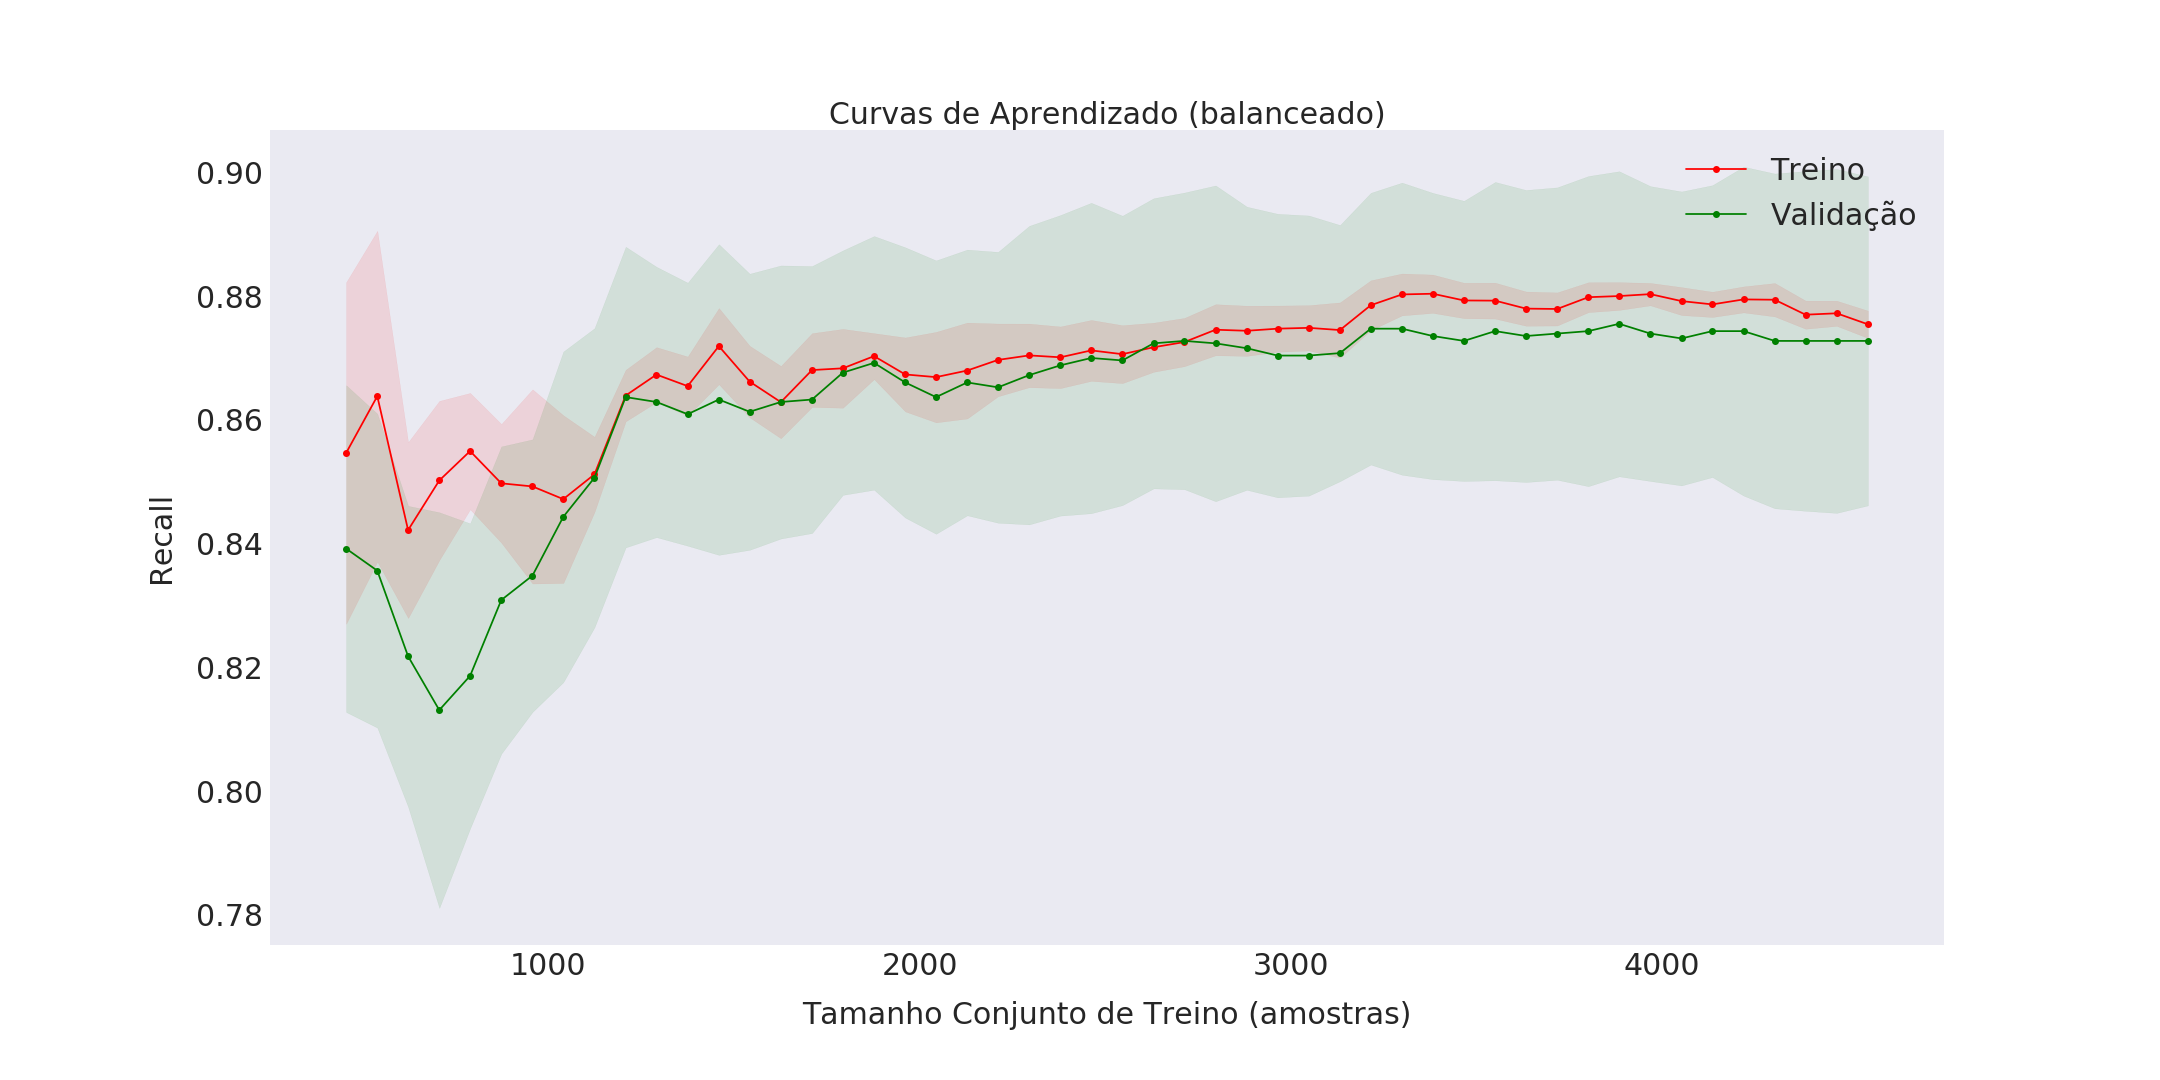 Curvas de Aprendizado (balanceado)
Treino
Validação
Recall
0.90
0.88
0.86
0.84
0.82
0.80
0.78
1000 2000 3000 4000
Tamanho Conjunto de Treino (amostras)